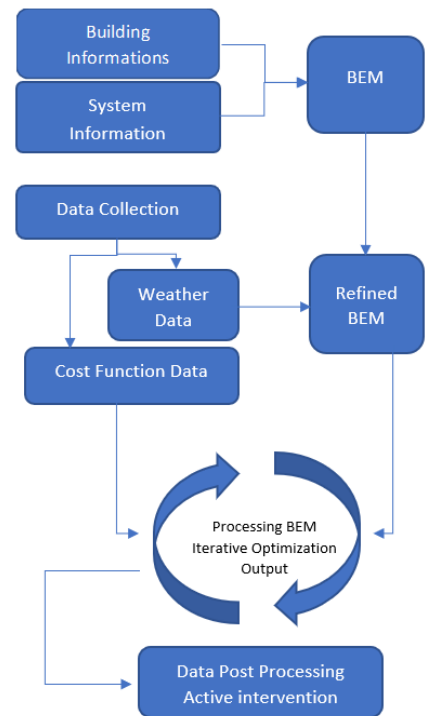 Building
Informations
BEM
System
Information
Data Collection
Weather
Data
Refined
BEM
Cost Function Data
Processing BEM
Iterative Optimization
Output
Data Post Processing
Active intervention